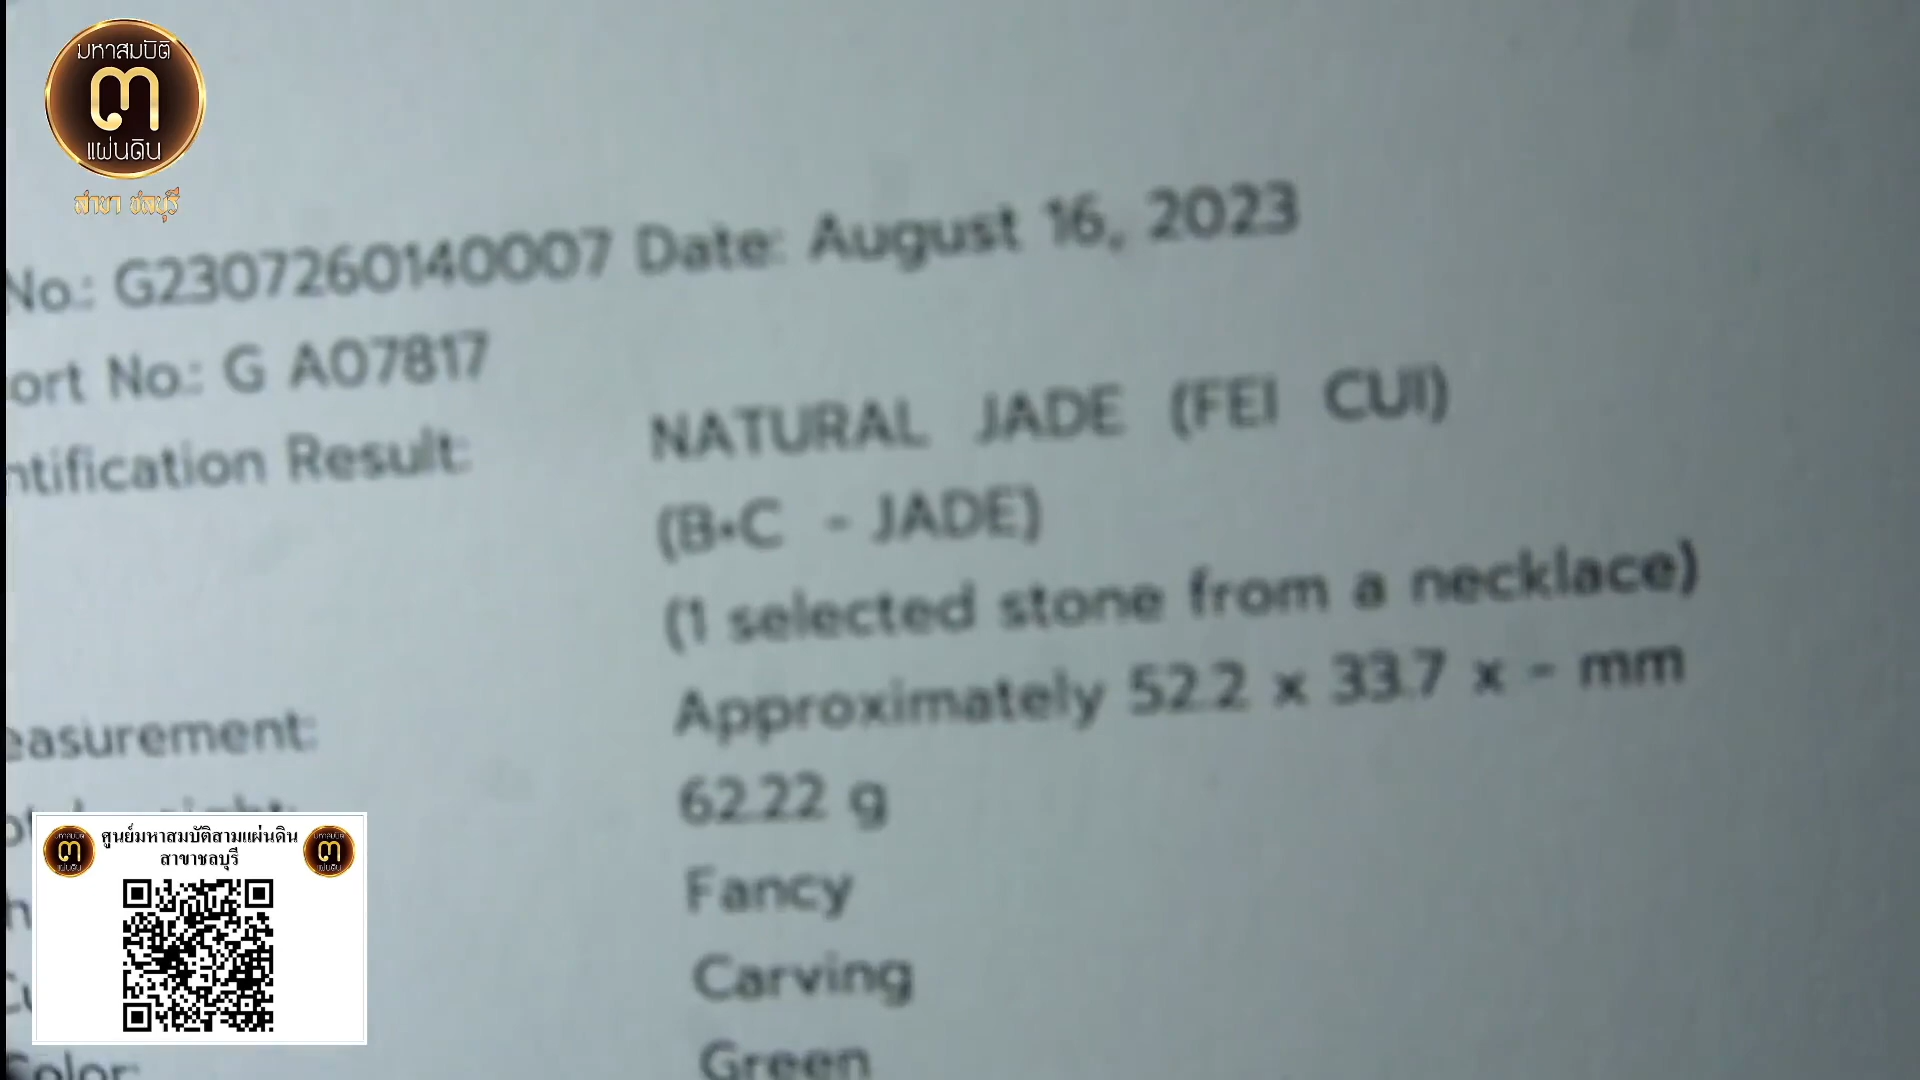 มหาสมบัติ
๓
แผ่นดิน
สาขา ชลบุรี
No.: G2307260140007 Date: August 16, 2023
ort No.: G A07817
ntification Result: NATURAL JADE (FEI CUI)
(B+C - JADE)
(1 selected stone from a necklace)
easurement: Approximately 52.2 x 33.7 x - mm
62.22 g
Fancy
Carving
Color: Green
ศูนย์มหาสมบัติสามแผ่นดิน
สาขาชลบุรี